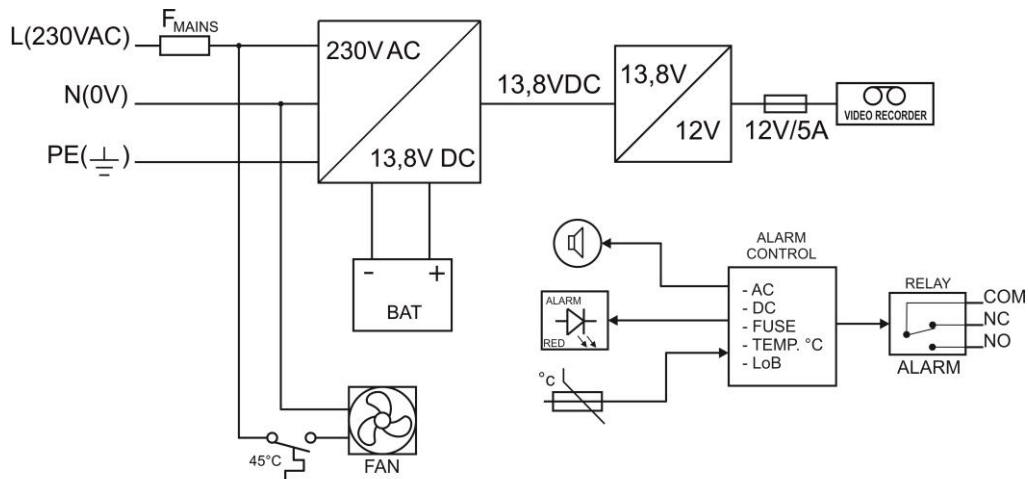 F MAINS
L(230VAC)
230V AC
13,8V DC
N(0V)
PE(⏚)
13,8VDC
13,8V
12V
12V/5A
VIDEO RECORDER
- +
BAT
45°C
FAN
ALARM
RED
°c
ALARM
CONTROL
- AC
- DC
- FUSE
- TEMP. °C
- LoB
RELAY
COM
NC
NO
ALARM